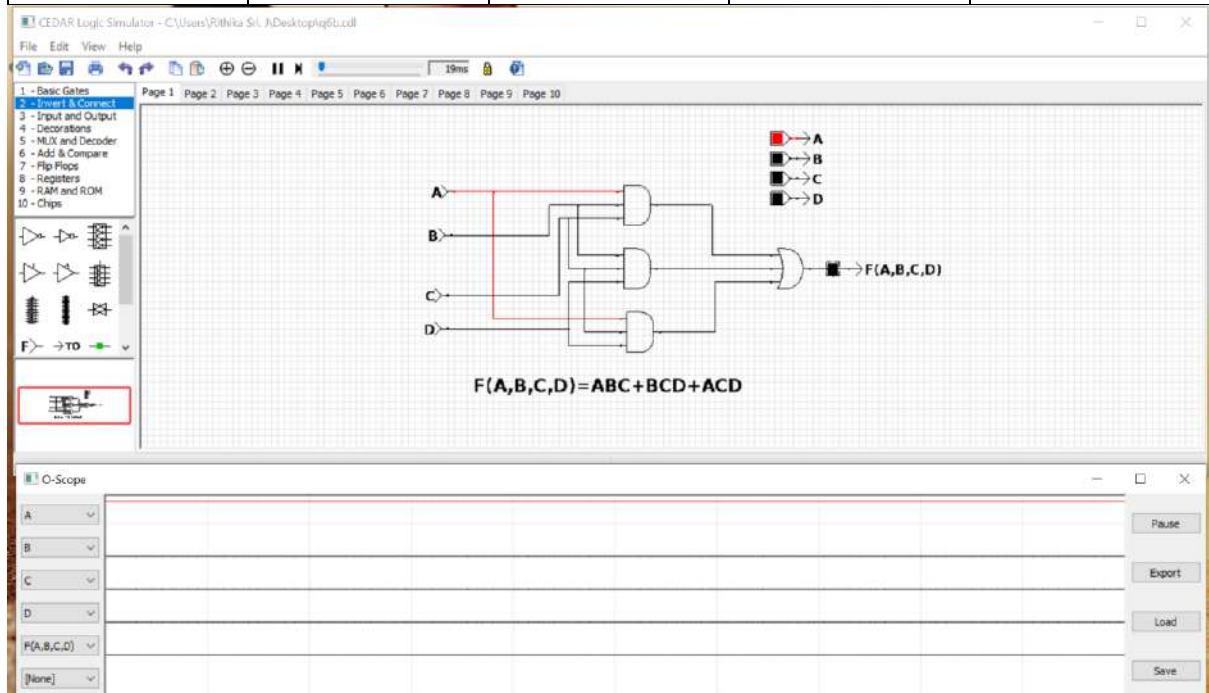 CEDAR Logic Simulator - C:\Users\Rithika Sri. J\Desktop\q6b.cdl
File Edit View Help
19ms
1 - Basic Gates
2 - Invert & Connect
3 - Input and Output
4 - Decorations
5 - MUX and Decoder
6 - Add & Compare
7 - Flip Flops
8 - Registers
9 - RAM and ROM
10 - Chips
Page 1 Page 2 Page 3 Page 4 Page 5 Page 6 Page 7 Page 8 Page 9 Page 10
F TO
A
B
C
D
A
B
C
D
F(A,B,C,D)
F(A,B,C,D)=ABC+BCD+ACD
O-Scope
A
B
C
D
F(A,B,C,D)
[None]
Pause
Export
Load
Save